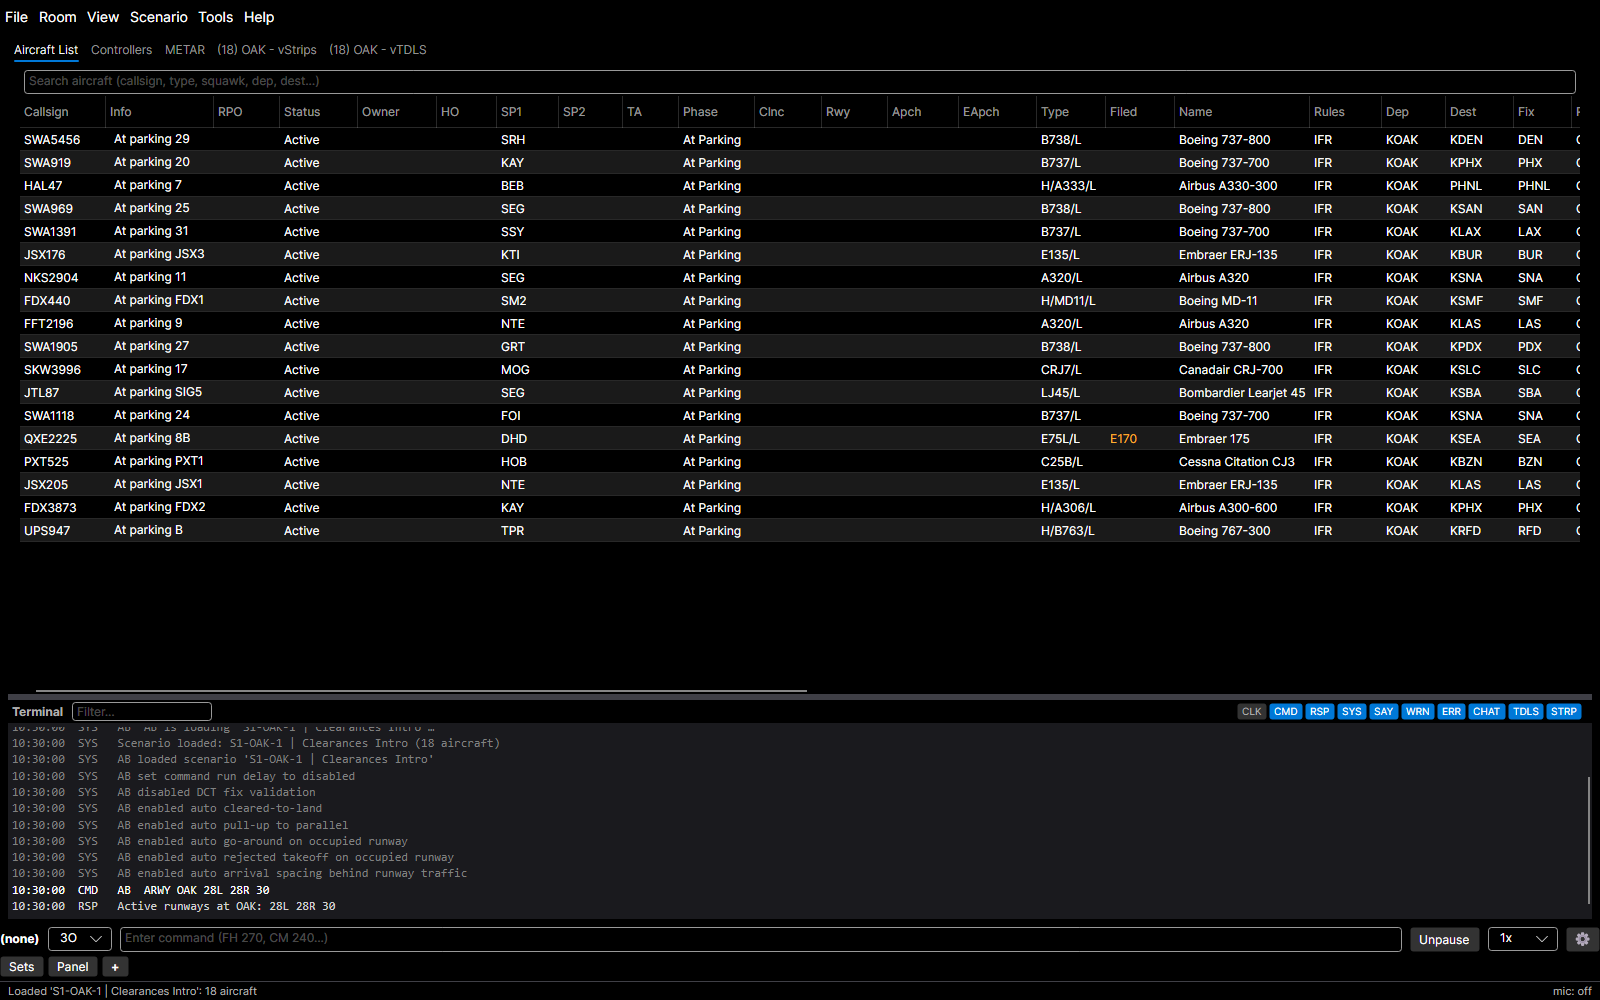 File Room View Scenario Tools Help
Aircraft List Controllers METAR (18) OAK - vStrips (18) OAK - vTDLS
Search aircraft (callsign, type, squawk, dep, dest...)
Callsign Info RPO Status Owner HO SP1 SP2 TA Phase Clnc Rwy Apch EApch Type Filed Name Rules Dep Dest Fix
SWA5456 At parking 29 Active SRH At Parking B738/L Boeing 737-800 IFR KOAK KDEN DEN
SWA919 At parking 20 Active KAY At Parking B737/L Boeing 737-700 IFR KOAK KPHX PHX
HAL47 At parking 7 Active BEB At Parking H/A333/L Airbus A330-300 IFR KOAK PHNL PHNL
SWA969 At parking 25 Active SEG At Parking B738/L Boeing 737-800 IFR KOAK KSAN SAN
SWA1391 At parking 31 Active SSY At Parking B737/L Boeing 737-700 IFR KOAK KLAX LAX
JSX176 At parking JSX3 Active KTI At Parking E135/L Embraer ERJ-135 IFR KOAK KBUR BUR
NKS2904 At parking 11 Active SEG At Parking A320/L Airbus A320 IFR KOAK KSNA SNA
FDX440 At parking FDX1 Active SM2 At Parking H/MD11/L Boeing MD-11 IFR KOAK KSMF SMF
FFT2196 At parking 9 Active NTE At Parking A320/L Airbus A320 IFR KOAK KLAS LAS
SWA1905 At parking 27 Active GRT At Parking B738/L Boeing 737-800 IFR KOAK KPDX PDX
SKW3996 At parking 17 Active MOG At Parking CRJ7/L Canadair CRJ-700 IFR KOAK KSLC SLC
JTL87 At parking SIG5 Active SEG At Parking LJ45/L Bombardier Learjet 45 IFR KOAK KSBA SBA
SWA1118 At parking 24 Active FOI At Parking B737/L Boeing 737-700 IFR KOAK KSNA SNA
QXE2225 At parking 8B Active DHD At Parking E75L/L E170 Embraer 175 IFR KOAK KSEA SEA
PXT525 At parking PXT1 Active HOB At Parking C25B/L Cessna Citation CJ3 IFR KOAK KBZN BZN
JSX205 At parking JSX1 Active NTE At Parking E135/L Embraer ERJ-135 IFR KOAK KLAS LAS
FDX3873 At parking FDX2 Active KAY At Parking H/A306/L Airbus A300-600 IFR KOAK KPHX PHX
UPS947 At parking B Active TPR At Parking H/B763/L Boeing 767-300 IFR KOAK KRFD RFD
Terminal Filter... CLK CMD RSP SYS SAY WRN ERR CHAT TDLS STRP
10:30:00 SYS AB AB is loading 'S1-OAK-1 | Clearances Intro'…
10:30:00 SYS Scenario loaded: S1-OAK-1 | Clearances Intro (18 aircraft)
10:30:00 SYS AB loaded scenario 'S1-OAK-1 | Clearances Intro'
10:30:00 SYS AB set command run delay to disabled
10:30:00 SYS AB disabled DCT fix validation
10:30:00 SYS AB enabled auto cleared-to-land
10:30:00 SYS AB enabled auto pull-up to parallel
10:30:00 SYS AB enabled auto go-around on occupied runway
10:30:00 SYS AB enabled auto rejected takeoff on occupied runway
10:30:00 SYS AB enabled auto arrival spacing behind runway traffic
10:30:00 CMD AB ARWY OAK 28L 28R 30
10:30:00 RSP Active runways at OAK: 28L 28R 30
(none) 3O Enter command (FH 270, CM 240...) Unpause 1x
Sets Panel +
Loaded 'S1-OAK-1 | Clearances Intro': 18 aircraft mic: off